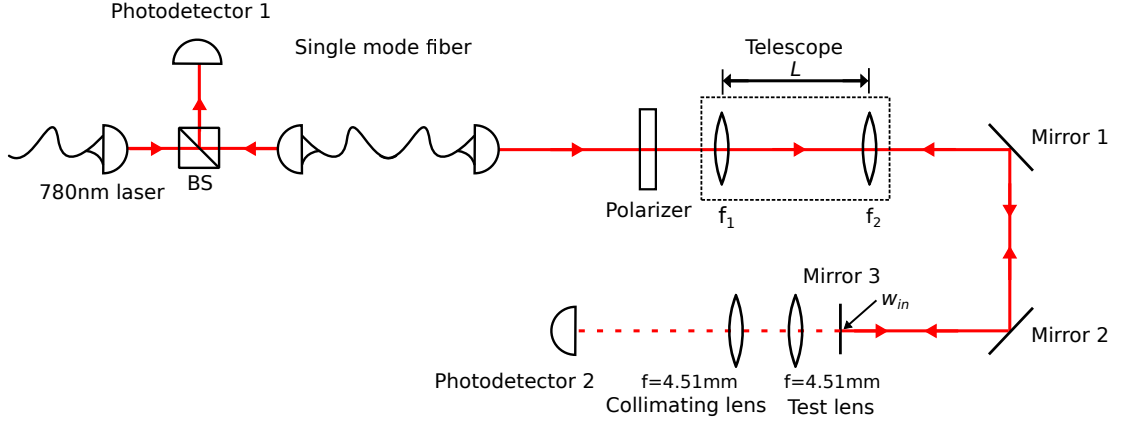 Photodetector 1
Single mode fiber
Telescope
L
Mirror 1
780nm laser
BS
Polarizer
f1
f2
Mirror 3
win
Mirror 2
Photodetector 2
f=4.51mm
Collimating lens
f=4.51mm
Test lens